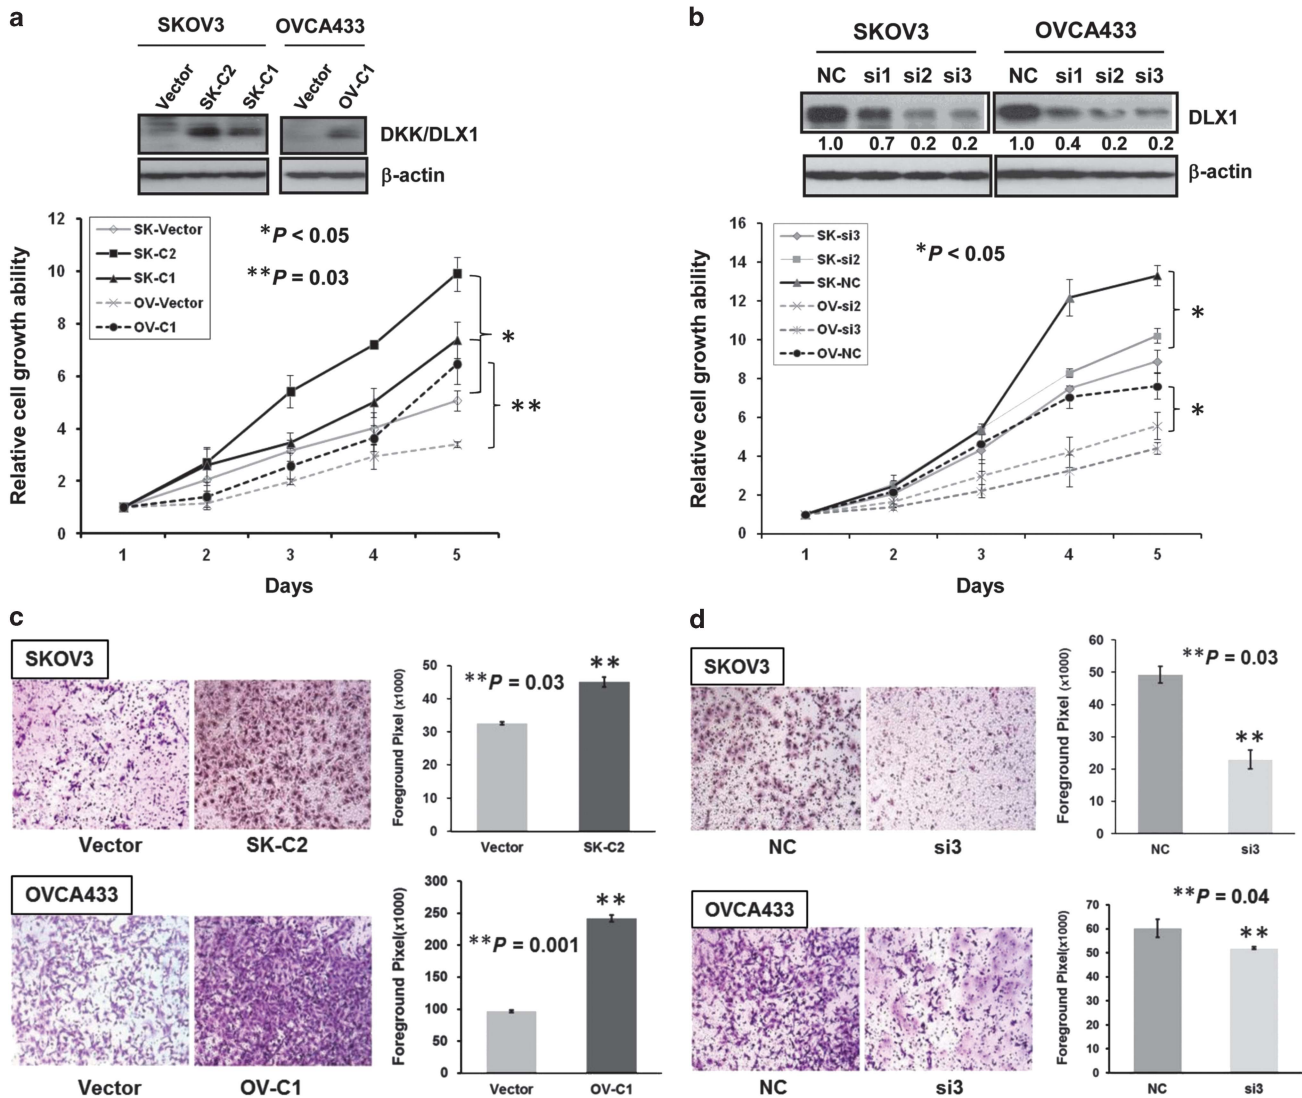 a
SKOV3 OVCA433
Vector SK-C2 SK-C1 Vector OV-C1
DKK/DLX1
β-actin
12
10
8
6
4
2
0
Relative cell growth ability
SK-Vector
SK-C2
SK-C1
OV-Vector
OV-C1
*P < 0.05
**P = 0.03
*
**
1 2 3 4 5
Days
b
SKOV3 OVCA433
NC si1 si2 si3 NC si1 si2 si3
DLX1
1.0 0.7 0.2 0.2 1.0 0.4 0.2 0.2
β-actin
16
14
12
10
8
6
4
2
0
Relative cell growth ability
SK-si3
SK-si2
SK-NC
OV-si2
OV-si3
OV-NC
*P < 0.05
*
*
1 2 3 4 5
Days
c
SKOV3
Vector SK-C2
Foreground Pixel (x1000)
50
40
30
20
10
0
**P = 0.03
**
Vector SK-C2
OVCA433
Vector OV-C1
Foreground Pixel(x1000)
300
250
200
150
100
50
0
**P = 0.001
**
Vector OV-C1
d
SKOV3
NC si3
Foreground Pixel (x1000)
60
50
40
30
20
10
0
**P = 0.03
**
NC si3
OVCA433
NC si3
Foreground Pixel(x1000)
70
60
50
40
30
20
10
0
**P = 0.04
**
NC si3